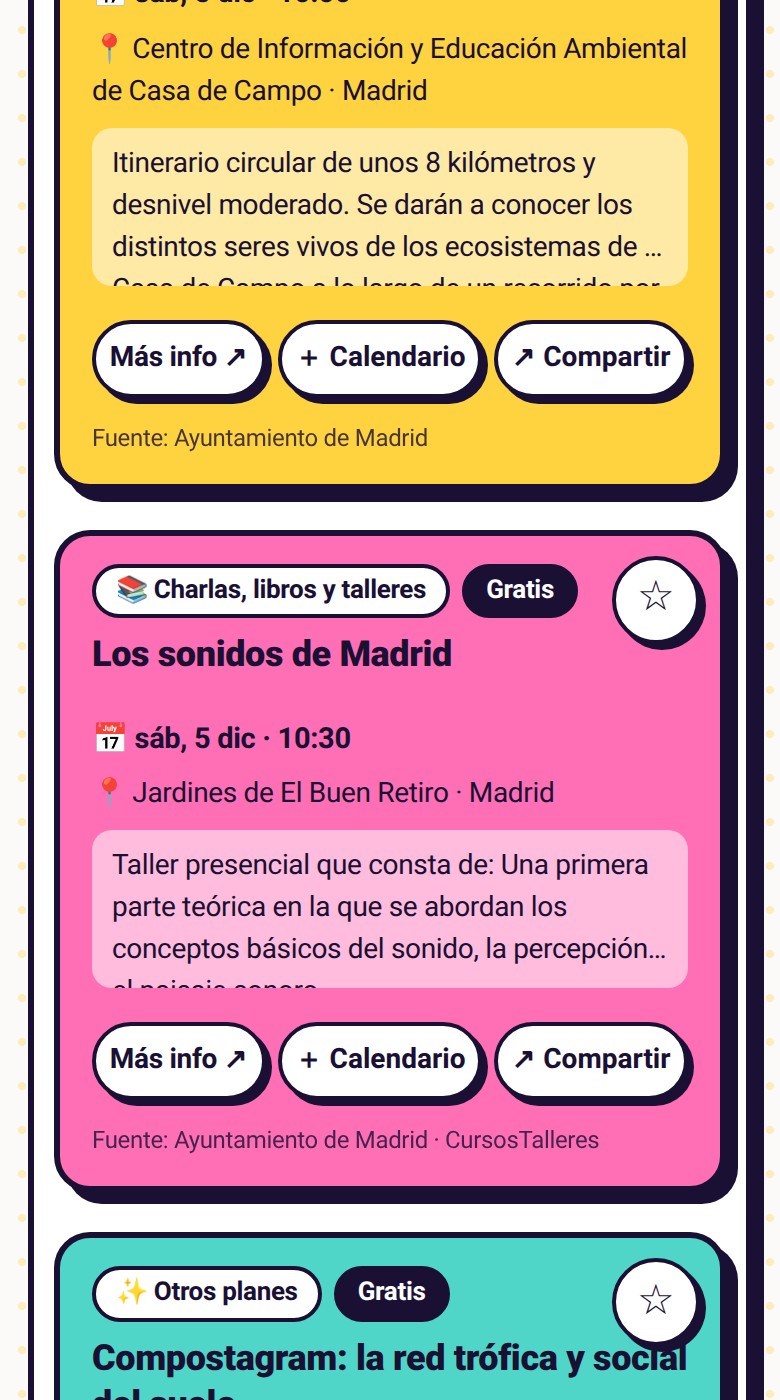 Centro de Información y Educación Ambiental
de Casa de Campo · Madrid
Itinerario circular de unos 8 kilómetros y
desnivel moderado. Se darán a conocer los
distintos seres vivos de los ecosistemas de ...
Más info ↗
+ Calendario
↗ Compartir
Fuente: Ayuntamiento de Madrid
Charlas, libros y talleres
Gratis
Los sonidos de Madrid
sáb, 5 dic · 10:30
Jardines de El Buen Retiro · Madrid
Taller presencial que consta de: Una primera
parte teórica en la que se abordan los
conceptos básicos del sonido, la percepción...
Más info ↗
+ Calendario
↗ Compartir
Fuente: Ayuntamiento de Madrid · CursosTalleres
Otros planes
Gratis
Compostagram: la red trófica y social
del suelo